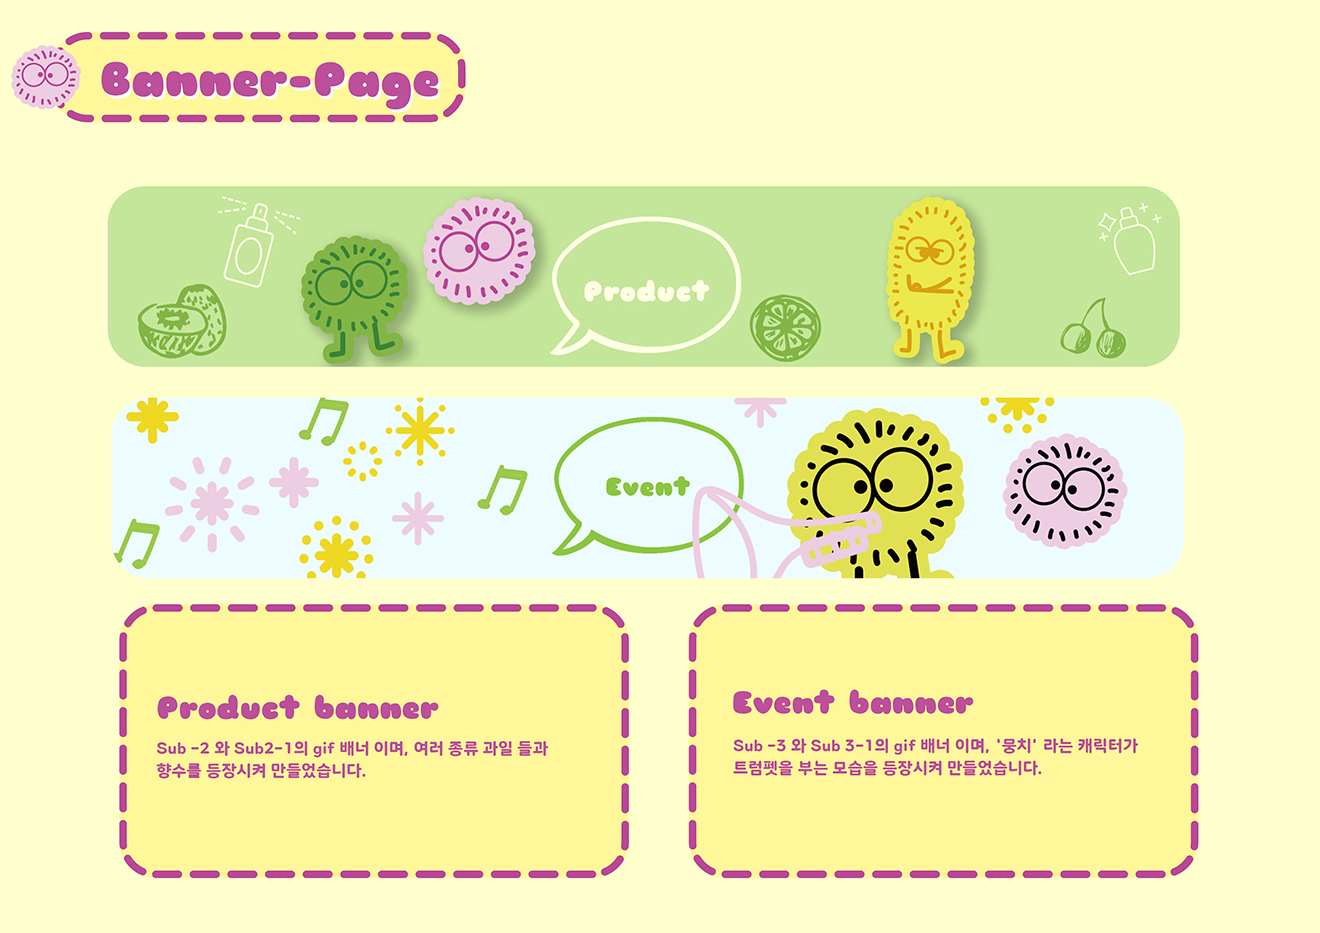 Banner-Page
Product
Event
Product banner
Sub -2 와 Sub2-1의 gif 배너 이며, 여러 종류 과일 들과
향수를 등장시켜 만들었습니다.
Event banner
Sub -3 와 Sub 3-1의 gif 배너 이며, '뭉치' 라는 캐릭터가
트럼펫을 부는 모습을 등장시켜 만들었습니다.